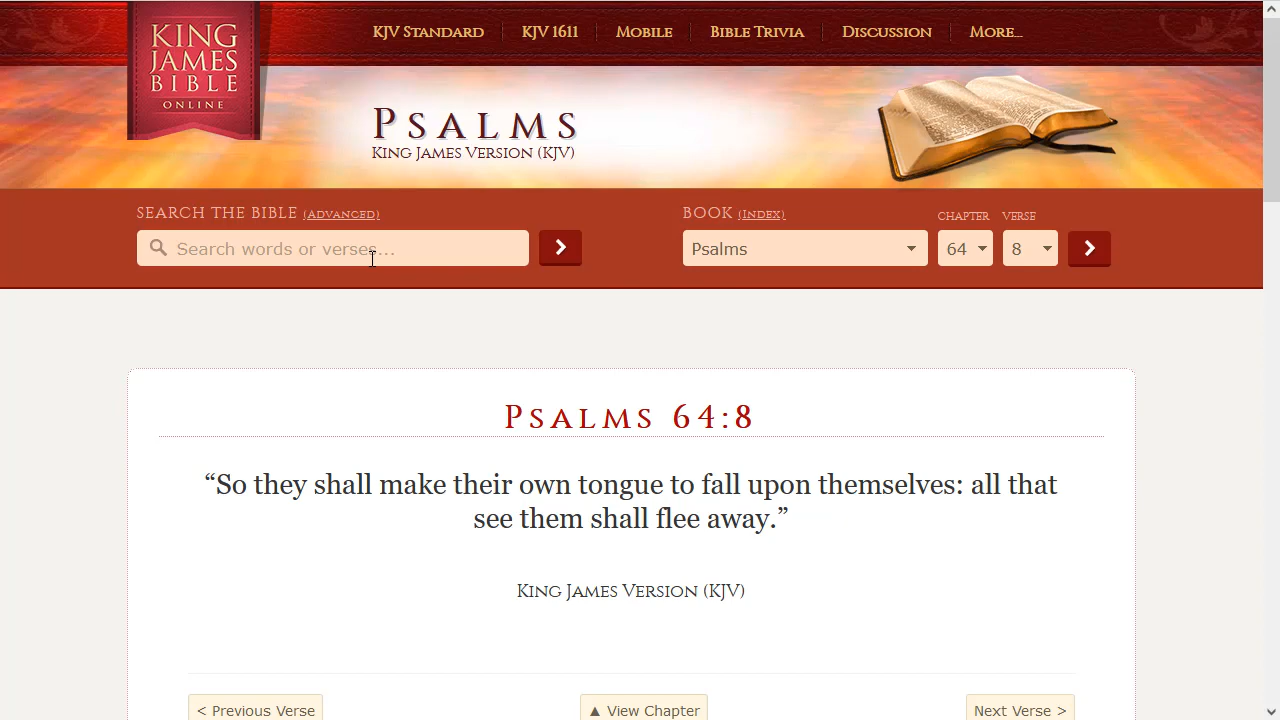 KING
JAMES
BIBLE
ONLINE
KJV Standard
KJV 1611
Mobile
Bible Trivia
Discussion
More...
Psalms
King James Version (KJV)
Search the Bible (Advanced)
Search words or verses...
Book (Index)
Chapter
Verse
Psalms
64
8
Psalms 64:8
“So they shall make their own tongue to fall upon themselves: all that
see them shall flee away.”
King James Version (KJV)
< Previous Verse
▲ View Chapter
Next Verse >